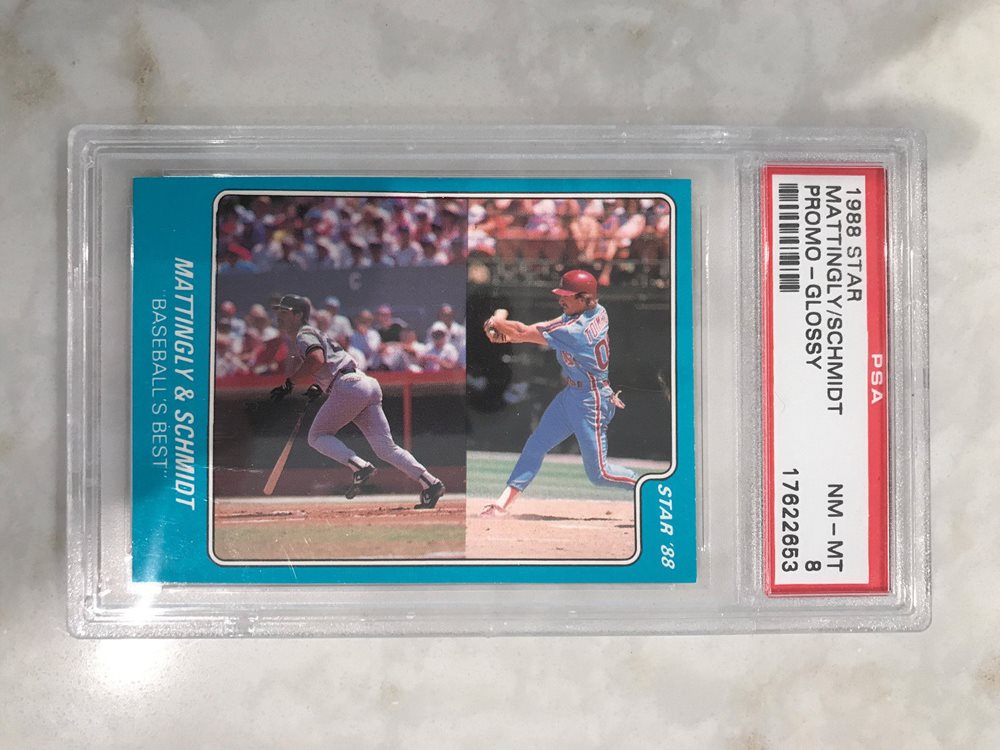 PSA
1988 STAR
MATTINGLY/SCHMIDT NM-MT
PROMO-GLOSSY 8
17622653
STAR '88
MATTINGLY & SCHMIDT
"BASEBALL'S BEST"